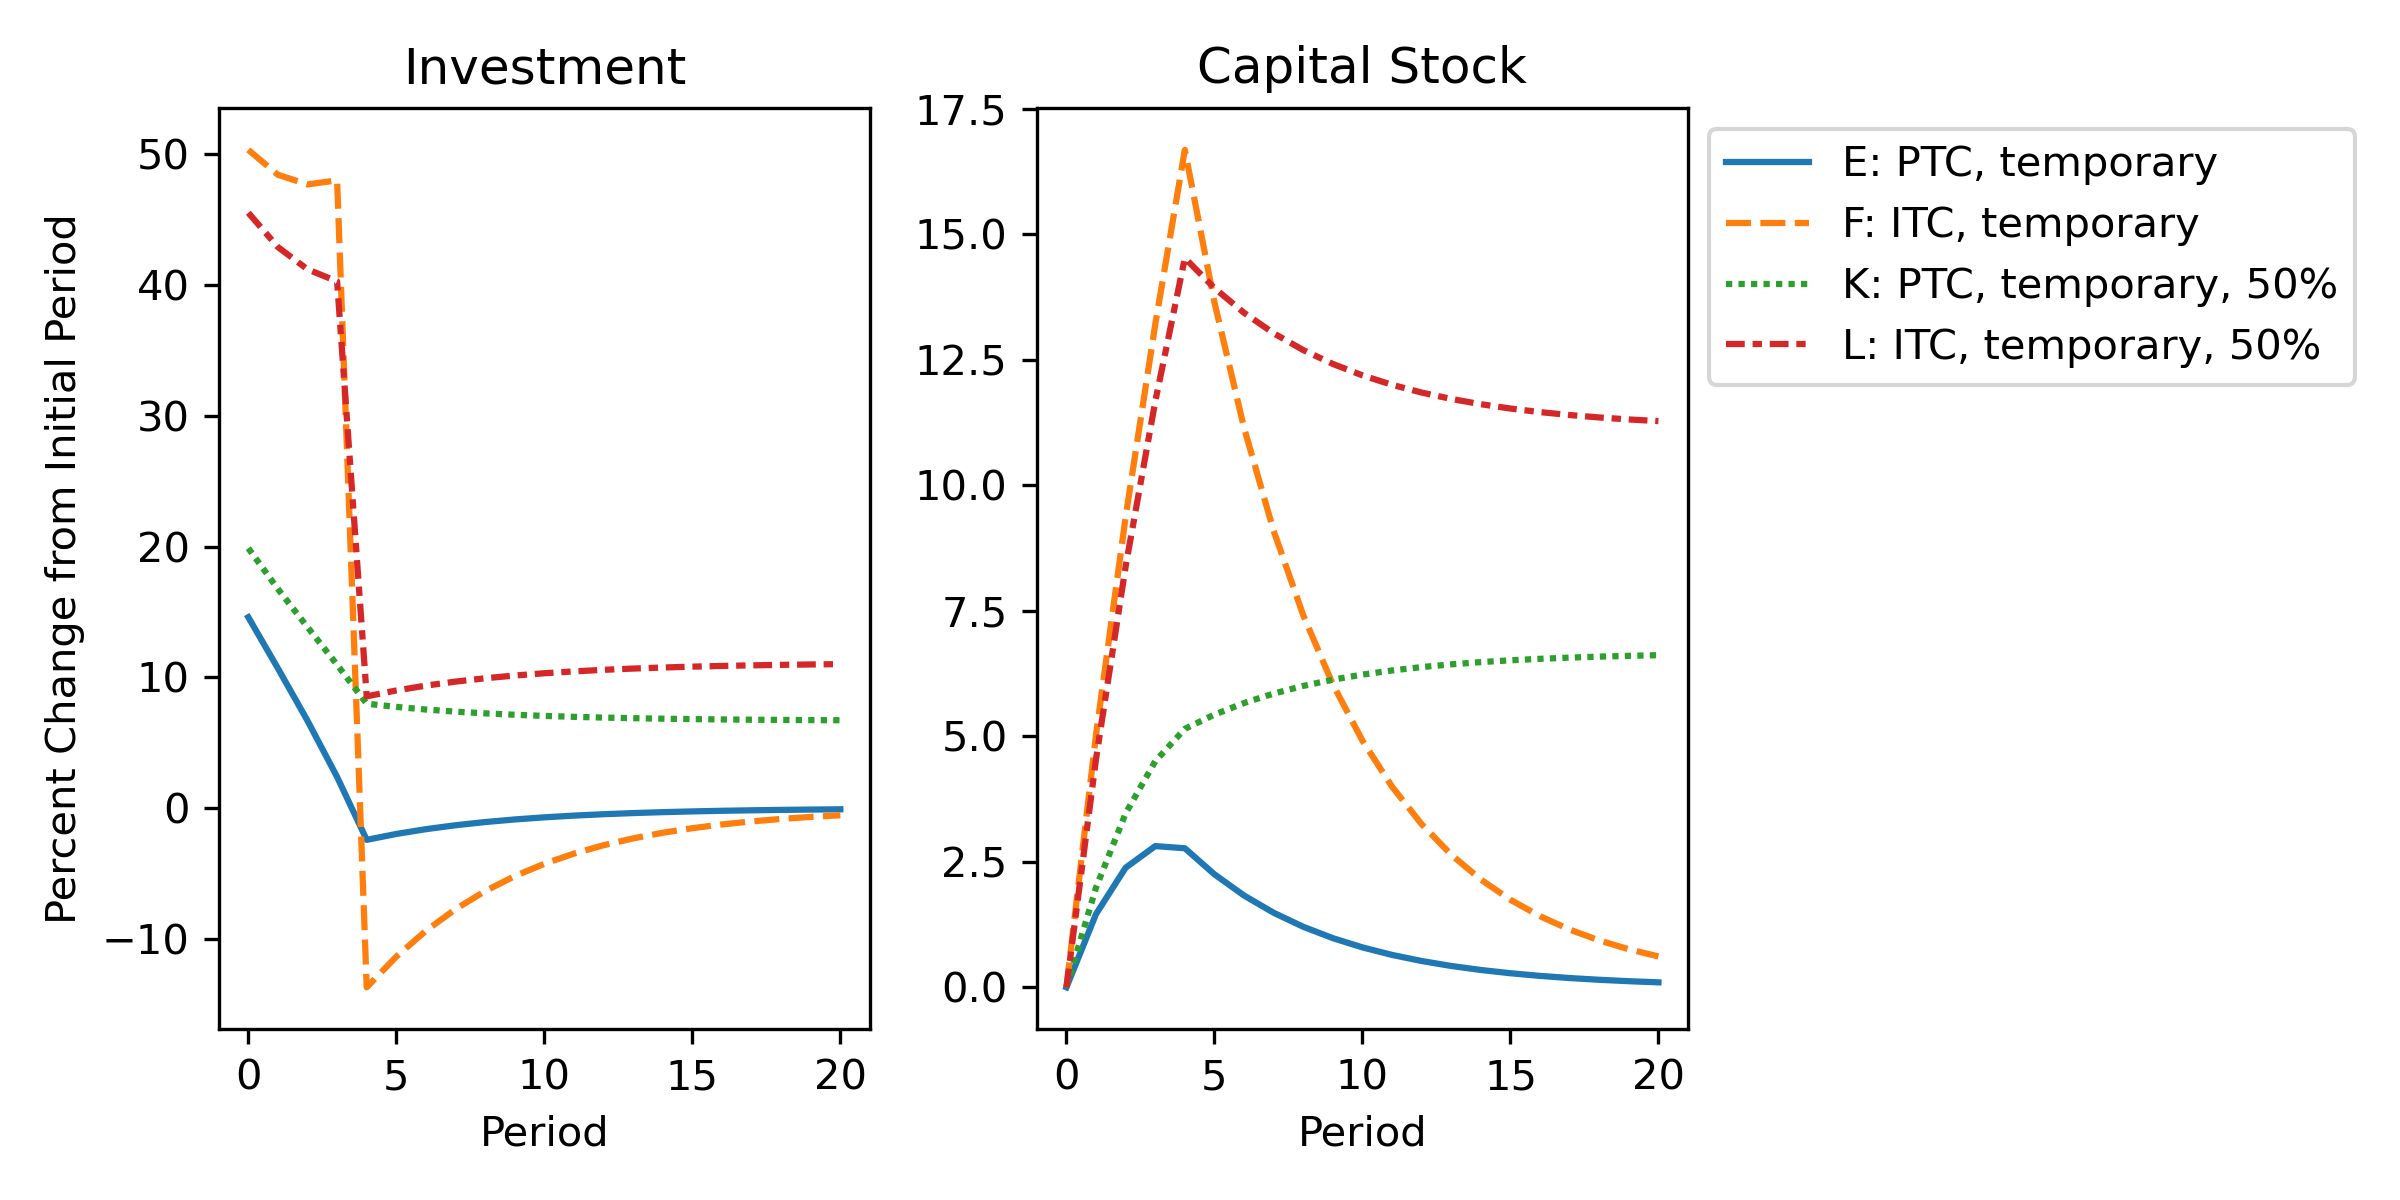 Investment
Capital Stock
Percent Change from Initial Period
50
40
30
20
10
0
−10
0 5 10 15 20
Period
17.5
15.0
12.5
10.0
7.5
5.0
2.5
0.0
0 5 10 15 20
Period
E: PTC, temporary
F: ITC, temporary
K: PTC, temporary, 50%
L: ITC, temporary, 50%